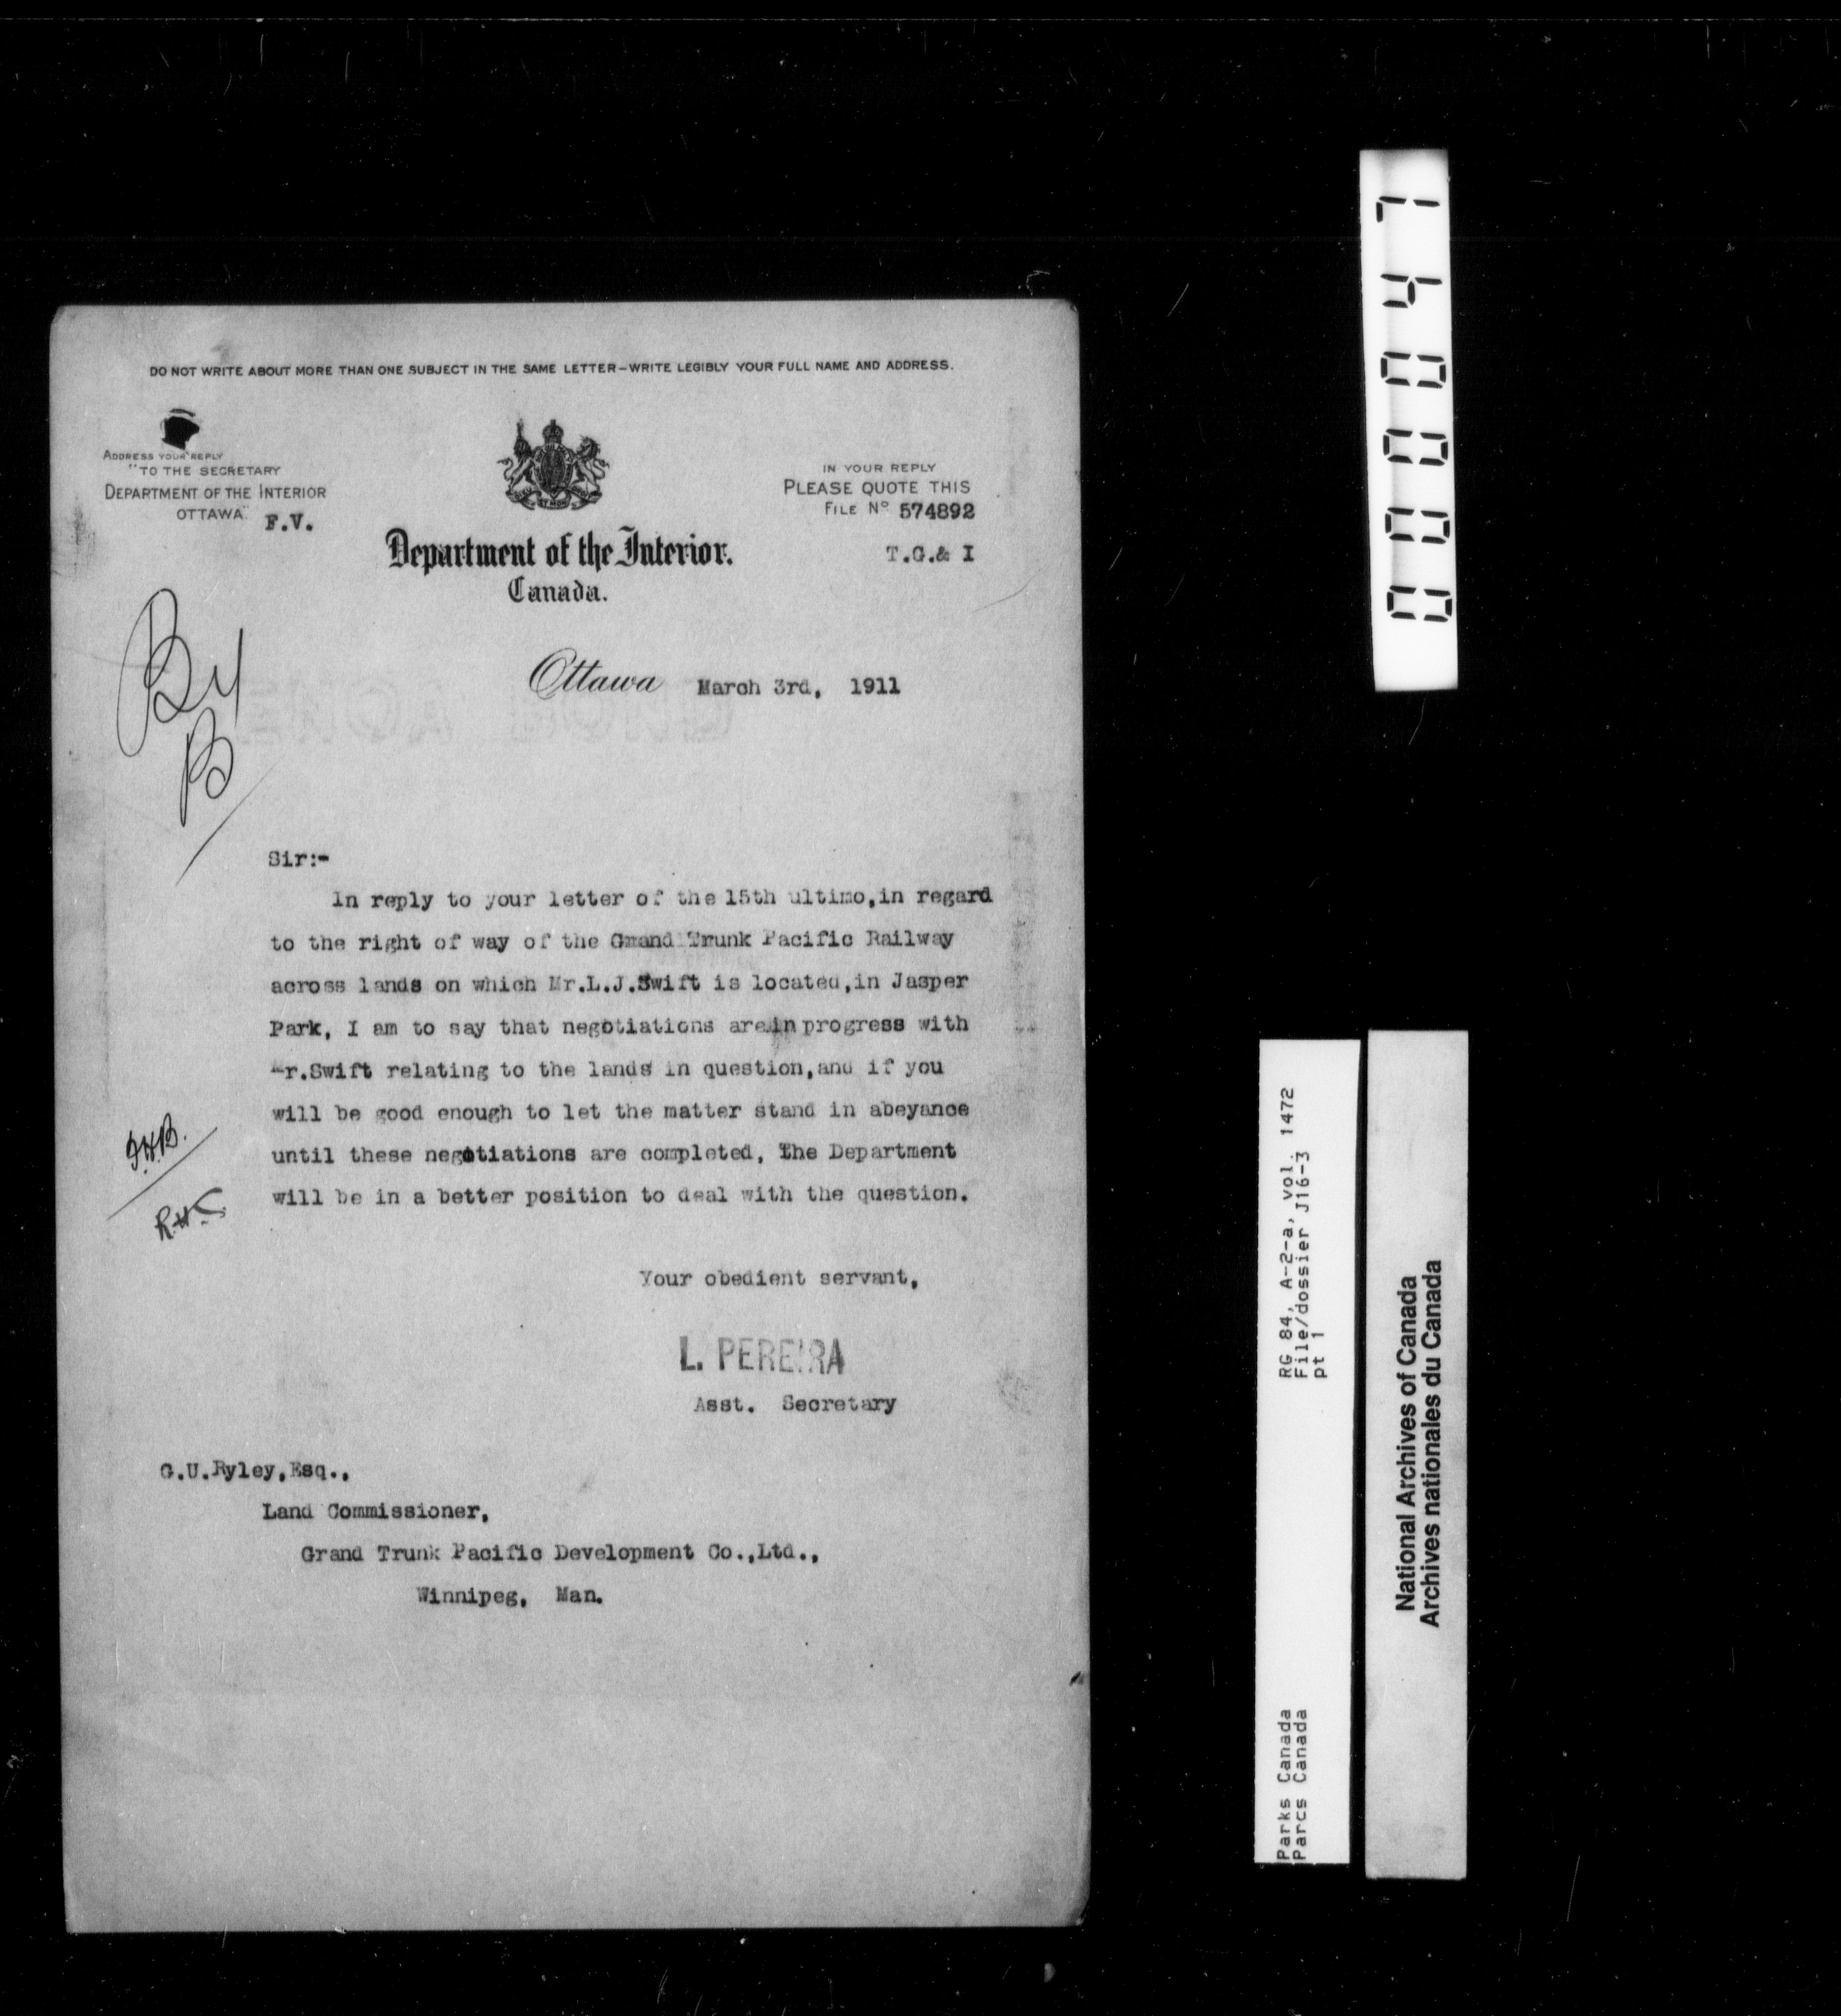 DO NOT WRITE ABOUT MORE THAN ONE SUBJECT IN THE SAME LETTER–WRITE LEGIBLY YOUR FULL NAME AND ADDRESS.
ADDRESS YOUR REPLY
"TO THE SECRETARY
DEPARTMENT OF THE INTERIOR
OTTAWA."
F.V.
IN YOUR REPLY
PLEASE QUOTE THIS
FILE No 574892
T.G.& I
Department of the Interior.
Canada.
Ottawa March 3rd, 1911
Sir:-
In reply to your letter of the 15th ultimo,in regard
to the right of way of the Grand Trunk Pacific Railway
across lands on which Mr.L.J.Swift is located,in Jasper
Park, I am to say that negotiations are in progress with
Mr.Swift relating to the lands in question,and if you
will be good enough to let the matter stand in abeyance
until these negotiations are completed, the Department
will be in a better position to deal with the question.
Your obedient servant,
L. PEREIRA
Asst. Secretary
G.U.Ryley,Esq.,
Land Commissioner,
Grand Trunk Pacific Development Co.,Ltd.,
Winnipeg, Man.
000047
RG 84, A-2-a, vol. 1472
File/dossier J16-3
pt 1
Parks Canada
Parcs Canada
National Archives of Canada
Archives nationales du Canada